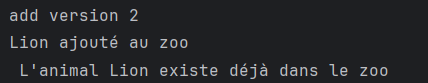 add version 2
Lion ajouté au zoo
L'animal Lion existe déjà dans le zoo